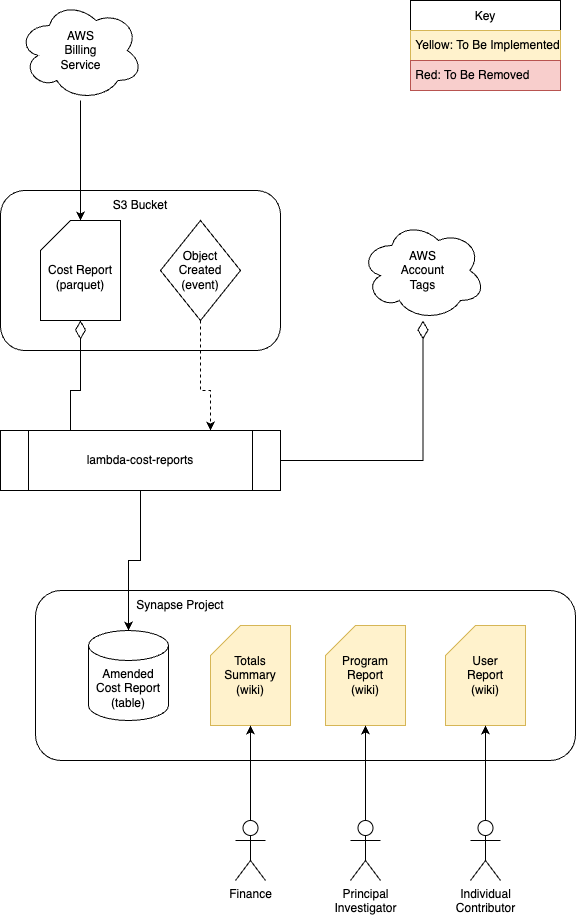 AWS
Billing
Service
Key
Yellow: To Be Implemented
Red: To Be Removed
S3 Bucket
Cost Report
(parquet)
Object
Created
(event)
AWS
Account
Tags
lambda-cost-reports
Synapse Project
Amended
Cost Report
(table)
Totals
Summary
(wiki)
Program
Report
(wiki)
User
Report
(wiki)
Finance
Principal
Investigator
Individual
Contributor